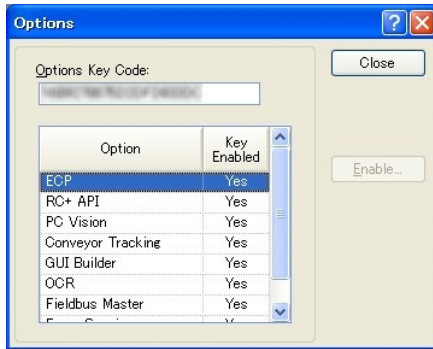 Options
Options Key Code:
Close
Option
Key
Enabled
Enable...
ECP Yes
RC+ API Yes
PC Vision Yes
Conveyor Tracking Yes
GUI Builder Yes
OCR Yes
Fieldbus Master Yes